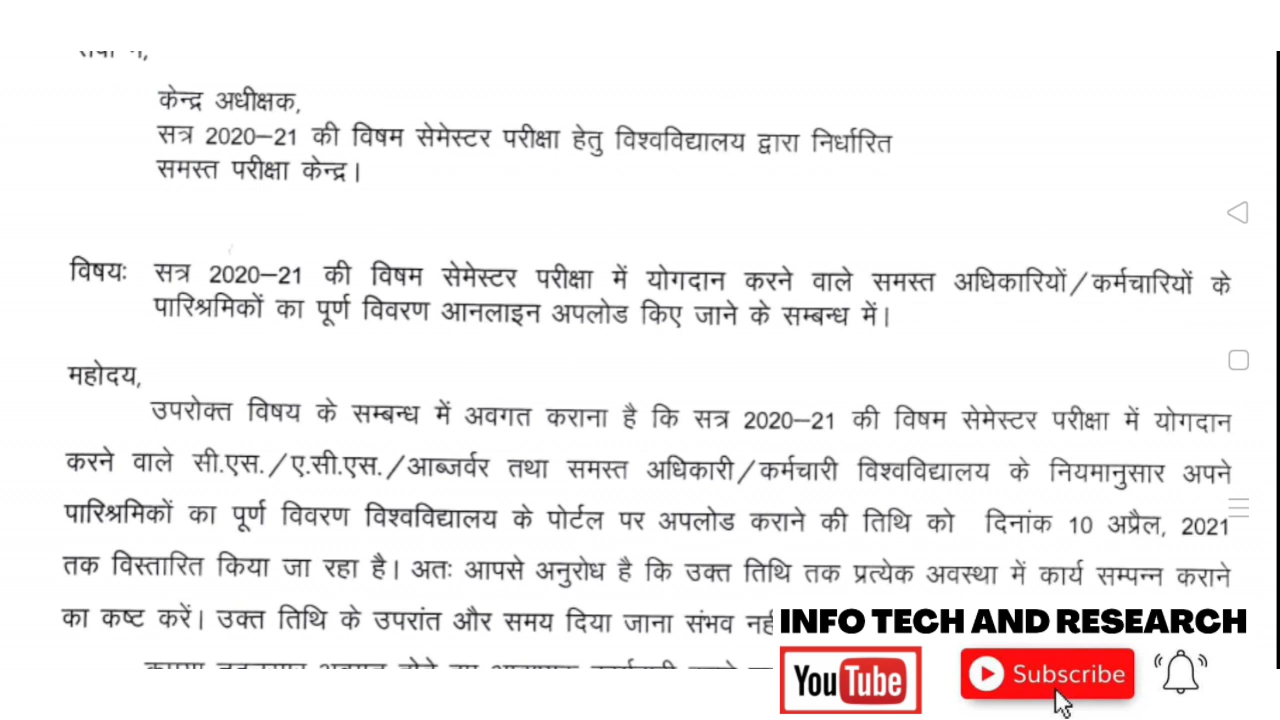 केन्द्र अधीक्षक,
सत्र 2020–21 की विषम सेमेस्टर परीक्षा हेतु विश्वविद्यालय द्वारा निर्धारित
समस्त परीक्षा केन्द्र।
विषयः सत्र 2020–21 की विषम सेमेस्टर परीक्षा में योगदान करने वाले समस्त अधिकारियों/कर्मचारियों के
पारिश्रमिकों का पूर्ण विवरण आनलाइन अपलोड किए जाने के सम्बन्ध में।
महोदय,
उपरोक्त विषय के सम्बन्ध में अवगत कराना है कि सत्र 2020–21 की विषम सेमेस्टर परीक्षा में योगदान
करने वाले सी.एस./ए.सी.एस./आब्जर्वर तथा समस्त अधिकारी/कर्मचारी विश्वविद्यालय के नियमानुसार अपने
पारिश्रमिकों का पूर्ण विवरण विश्वविद्यालय के पोर्टल पर अपलोड कराने की तिथि को दिनांक 10 अप्रैल, 2021
तक विस्तारित किया जा रहा है। अतः आपसे अनुरोध है कि उक्त तिथि तक प्रत्येक अवस्था में कार्य सम्पन्न कराने
का कष्ट करें। उक्त तिथि के उपरांत और समय दिया जाना संभव
INFO TECH AND RESEARCH
YouTube
Subscribe